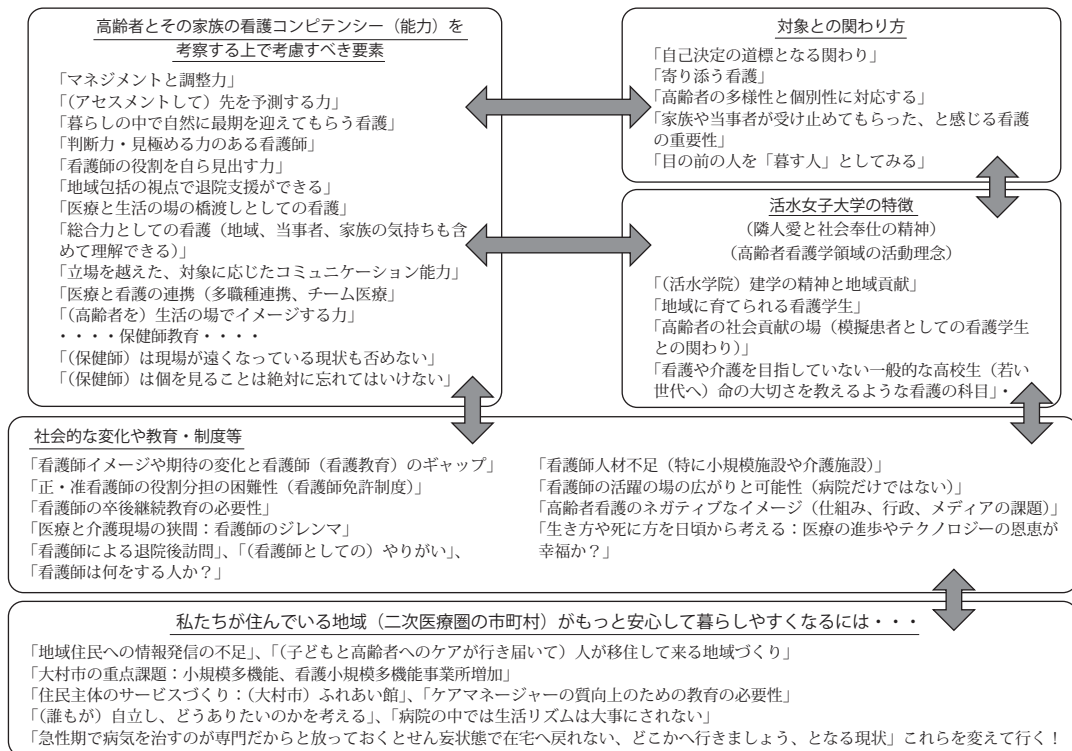 高齢者とその家族の看護コンピテンシー（能力）を
考察する上で考慮すべき要素
「マネジメントと調整力」
「（アセスメントして）先を予測する力」
「暮らしの中で自然に最期を迎えてもらう看護」
「判断力・見極める力のある看護師」
「看護師の役割を自ら見出す力」
「地域包括の視点で退院支援ができる」
「医療と生活の場の橋渡しとしての看護」
「総合力としての看護（地域、当事者、家族の気持ちも含
めて理解できる）」
「立場を越えた、対象に応じたコミュニケーション能力」
「医療と看護の連携（多職種連携、チーム医療」
「（高齢者を）生活の場でイメージする力」
・・・・保健師教育・・・・
「（保健師）は現場が遠くなっている現状も否めない」
「（保健師）は個を見ることは絶対に忘れてはいけない」
対象との関わり方
「自己決定の道標となる関わり」
「寄り添う看護」
「高齢者の多様性と個別性に対応する」
「家族や当事者が受け止めてもらった、と感じる看護
の重要性」
「目の前の人を「暮す人」としてみる」
活水女子大学の特徴
（隣人愛と社会奉仕の精神）
（高齢者看護学領域の活動理念）
「（活水学院）建学の精神と地域貢献」
「地域に育てられる看護学生」
「高齢者の社会貢献の場（模擬患者としての看護学生
との関わり）」
「看護や介護を目指していない一般的な高校生（若い
世代へ）命の大切さを教えるような看護の科目」・
社会的な変化や教育・制度等
「看護師イメージや期待の変化と看護師（看護教育）のギャップ」
「正・准看護師の役割分担の困難性（看護師免許制度）」
「看護師の卒後継続教育の必要性」
「医療と介護現場の狭間：看護師のジレンマ」
「看護師による退院後訪問」、「（看護師としての）やりがい」、
「看護師は何をする人か？」
「看護師人材不足（特に小規模施設や介護施設）」
「看護師の活躍の場の広がりと可能性（病院だけではない）」
「高齢者看護のネガティブなイメージ（仕組み、行政、メディアの課題）」
「生き方や死に方を日頃から考える：医療の進歩やテクノロジーの恩恵が
幸福か？」
私たちが住んでいる地域（二次医療圏の市町村）がもっと安心して暮らしやすくなるには・・・
「地域住民への情報発信の不足」、「（子どもと高齢者へのケアが行き届いて）人が移住して来る地域づくり」
「大村市の重点課題：小規模多機能、看護小規模多機能事業所増加」
「住民主体のサービスづくり：（大村市）ふれあい館」、「ケアマネージャーの質向上のための教育の必要性」
「（誰もが）自立し、どうありたいのかを考える」、「病院の中では生活リズムは大事にされない」
「急性期で病気を治すのが専門だからと放っておくとせん妄状態で在宅へ戻れない、どこかへ行きましょう、となる現状」これらを変えて行く！